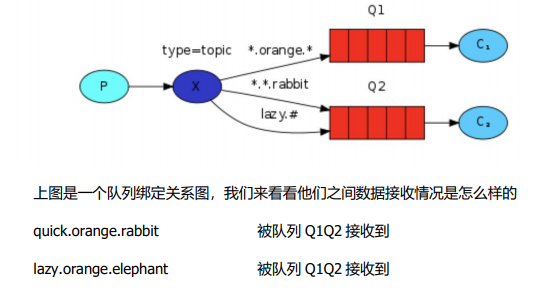 Q1
type=topic *.orange.*
P X C₁
*.*.rabbit
Q2
lazy.#
C₂
上图是一个队列绑定关系图，我们来看看他们之间数据接收情况是怎么样的
quick.orange.rabbit 被队列 Q1Q2 接收到
lazy.orange.elephant 被队列 Q1Q2 接收到